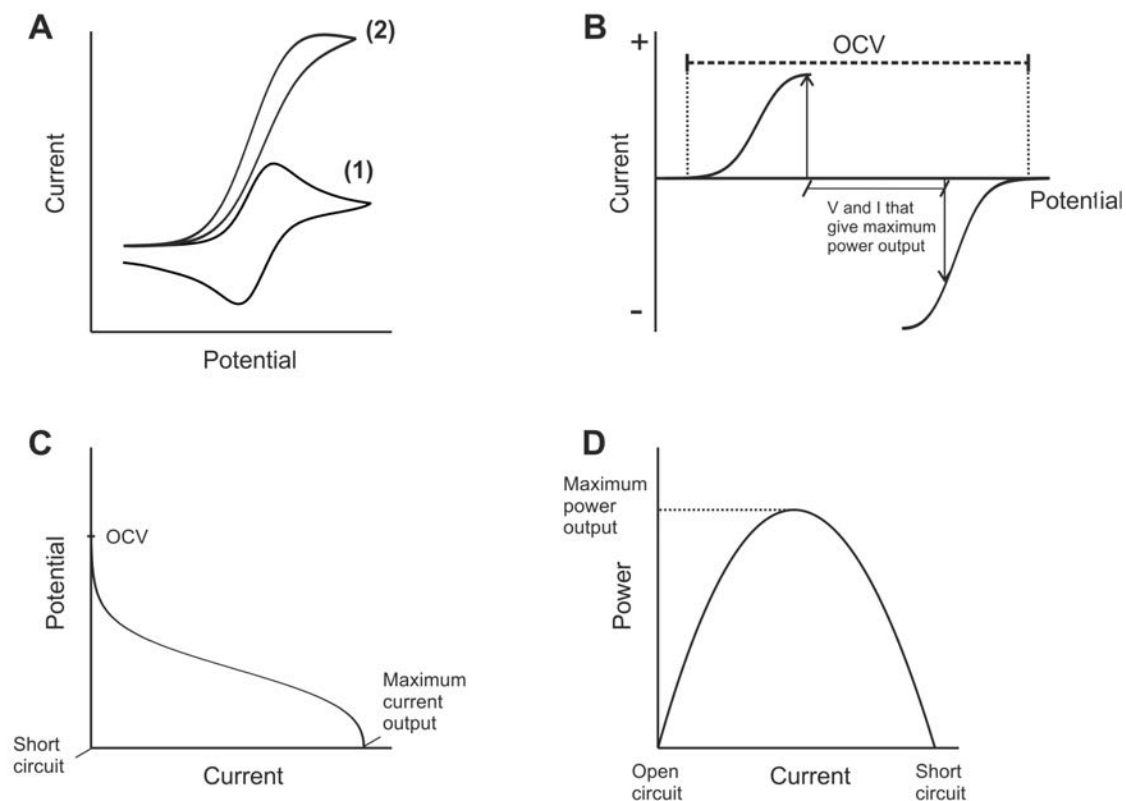 A
(2)
(1)
Current
Potential
B
+
OCV
Current
Potential
V and I that
give maximum
power output
-
C
OCV
Potential
Maximum
current
output
Short
circuit
Current
D
Maximum
power
output
Power
Open
circuit
Current
Short
circuit